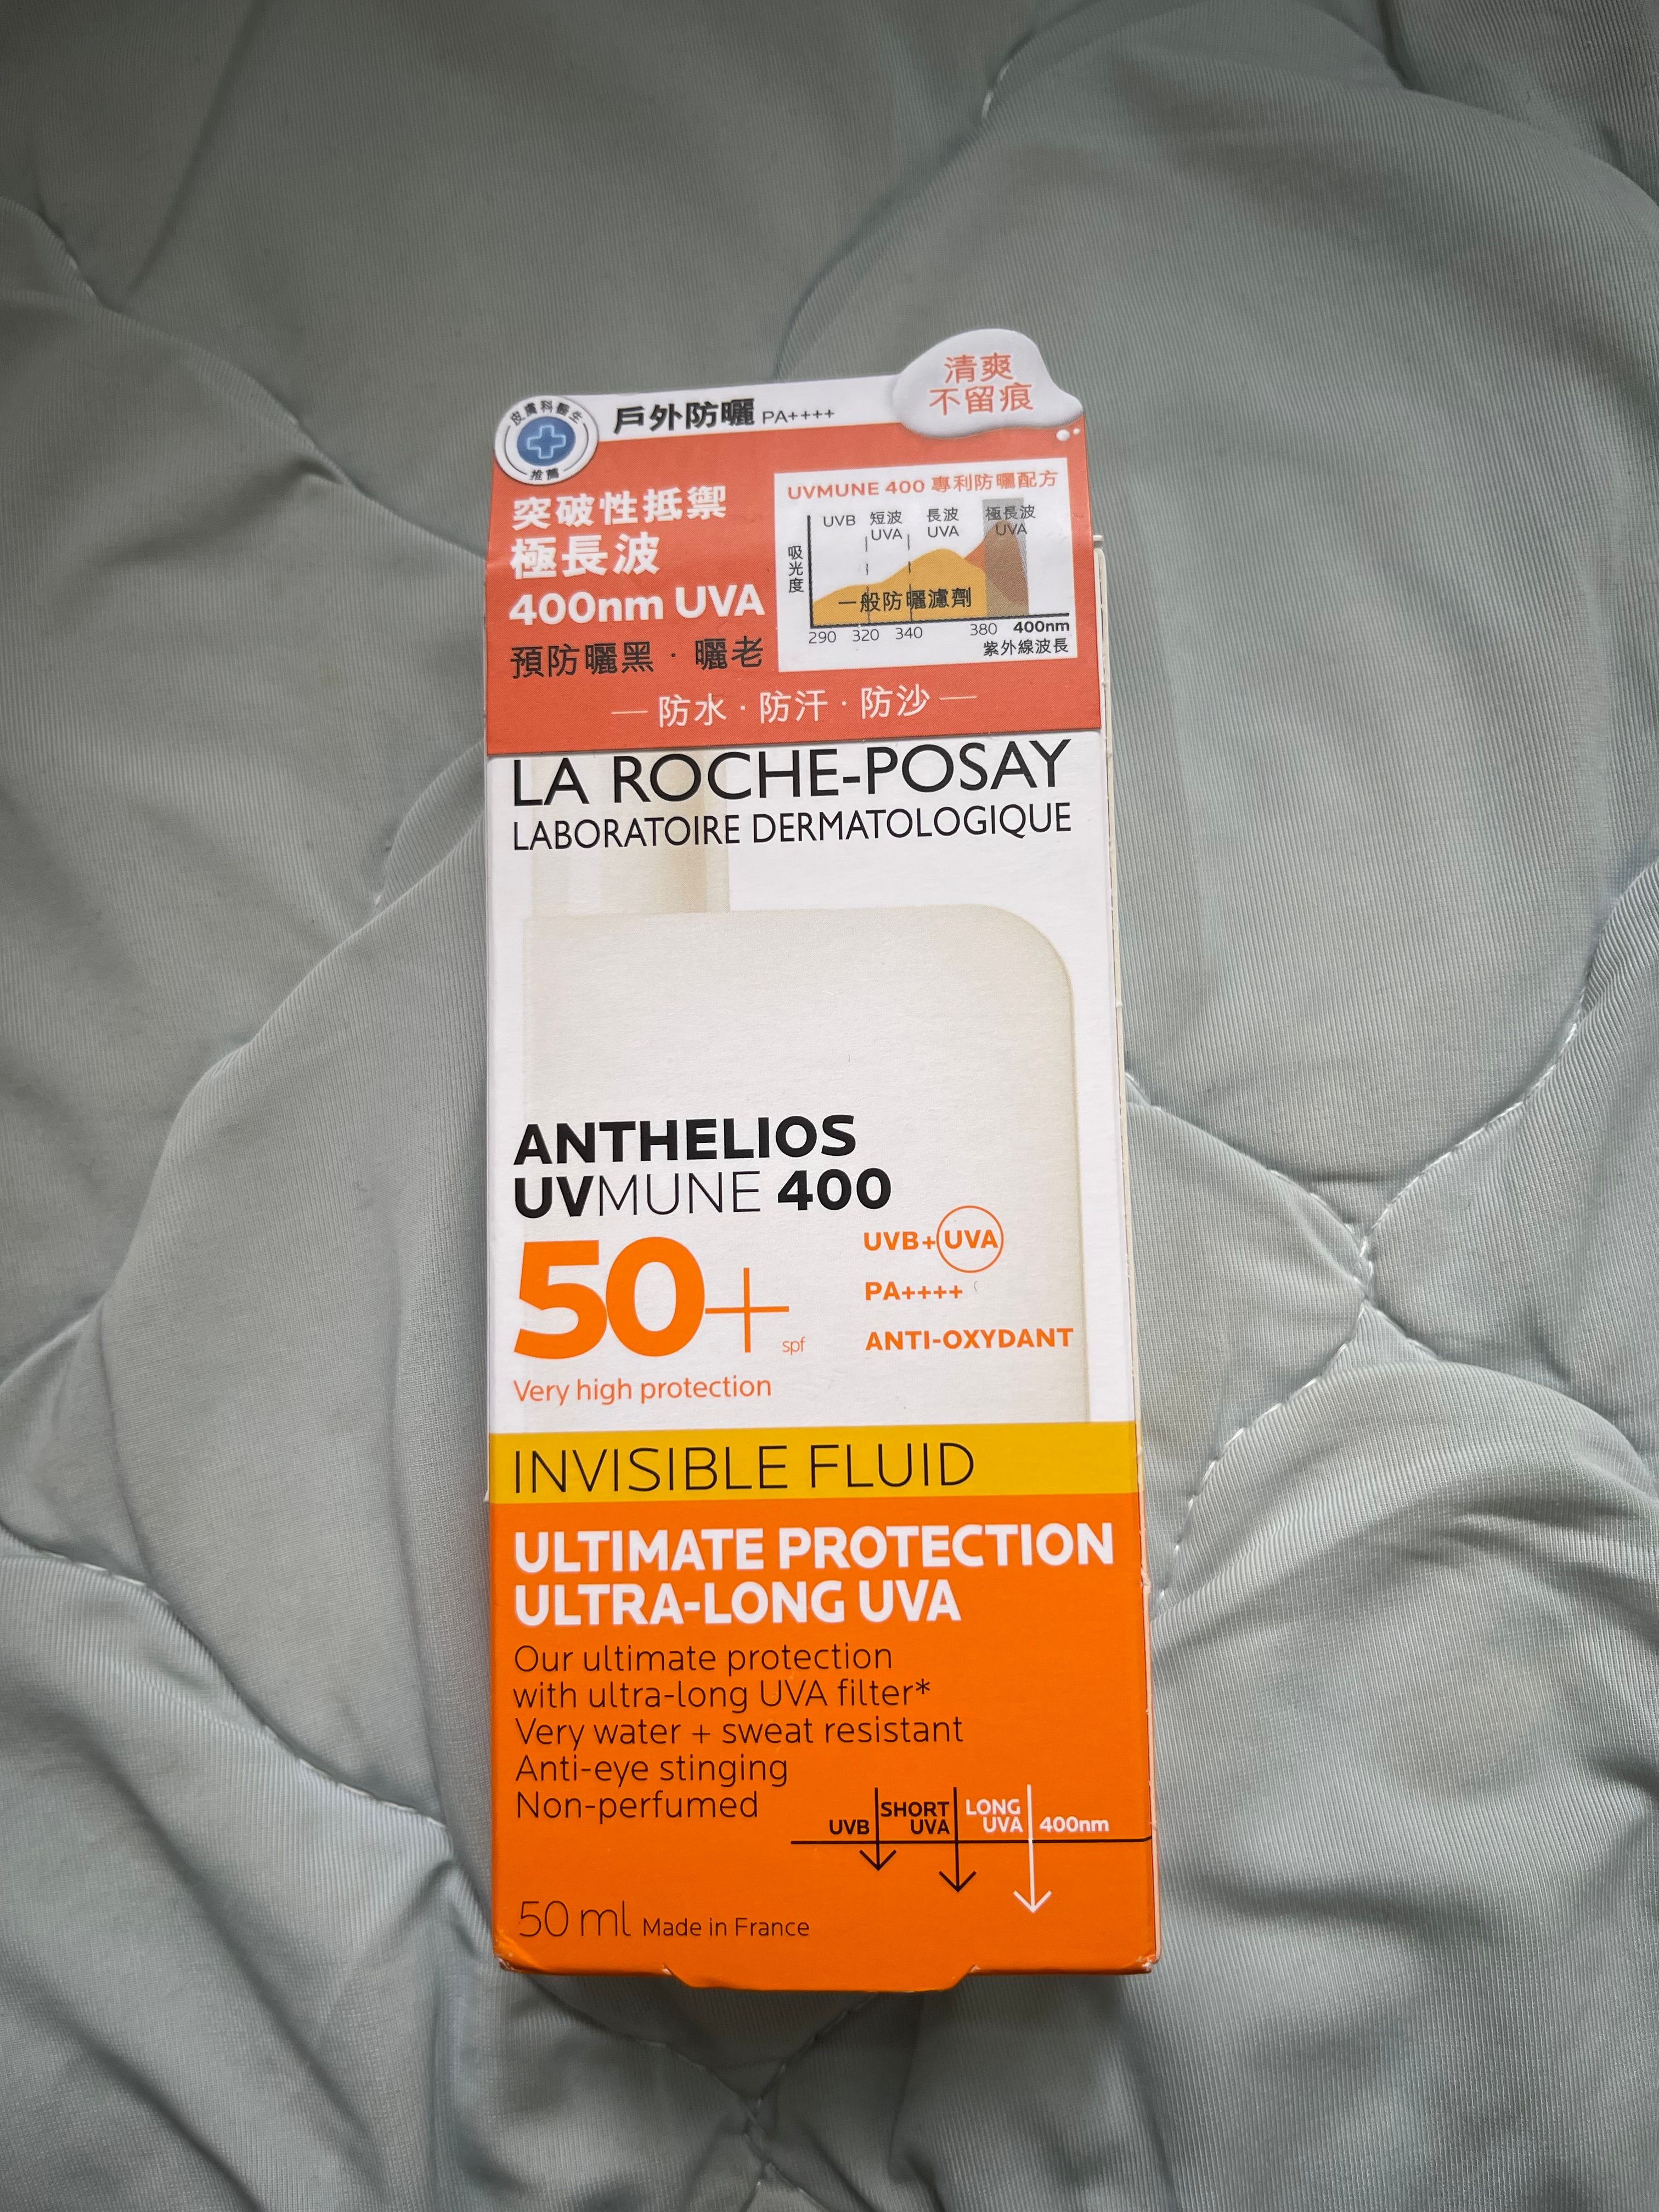 清爽
不留痕
皮膚科醫生
推薦
戶外防曬 PA++++
突破性抵禦
極長波
400nm UVA
預防曬黑·曬老
UVMUNE 400 專利防曬配方
UVB 短波 長波 極長波
UVA UVA UVA
吸光度
一般防曬濾劑
290 320 340 380 400nm
紫外線波長
防水·防汗·防沙
LA ROCHE-POSAY
LABORATOIRE DERMATOLOGIQUE
ANTHELIOS
UVMUNE 400
50+ spf
UVB+UVA
PA++++
ANTI-OXYDANT
Very high protection
INVISIBLE FLUID
ULTIMATE PROTECTION
ULTRA-LONG UVA
Our ultimate protection
with ultra-long UVA filter*
Very water + sweat resistant
Anti-eye stinging
Non-perfumed
UVB SHORT UVA LONG UVA 400nm
50 ml Made in France